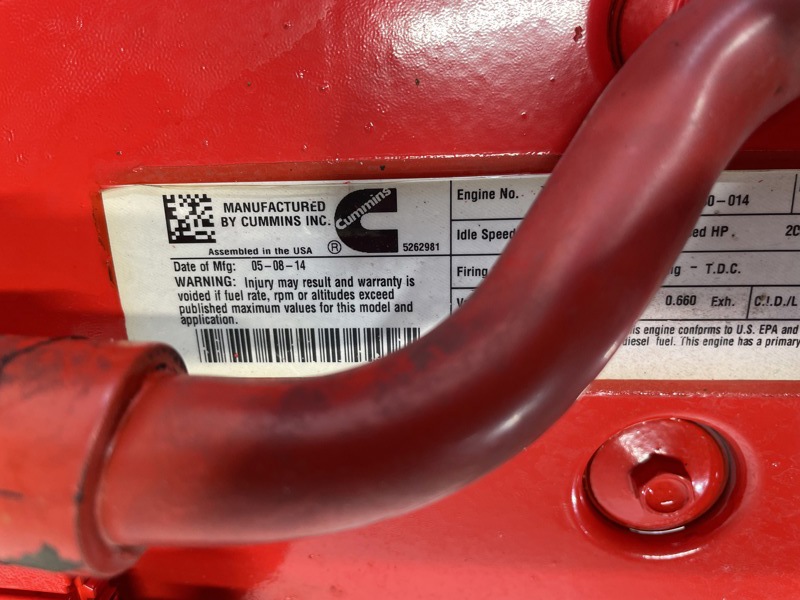 MANUFACTURED
BY CUMMINS INC.
Cummins
®
Assembled in the USA
5262981
Date of Mfg: 05-08-14
WARNING: Injury may result and warranty is
voided if fuel rate, rpm or altitudes exceed
published maximum values for this model and
application.
Engine No. 0-014
Idle Speed ed HP. 2C
Firing ng - T.D.C.
0.660 Exh. C.I.D./L
is engine conforms to U.S. EPA and
diesel fuel. This engine has a primary